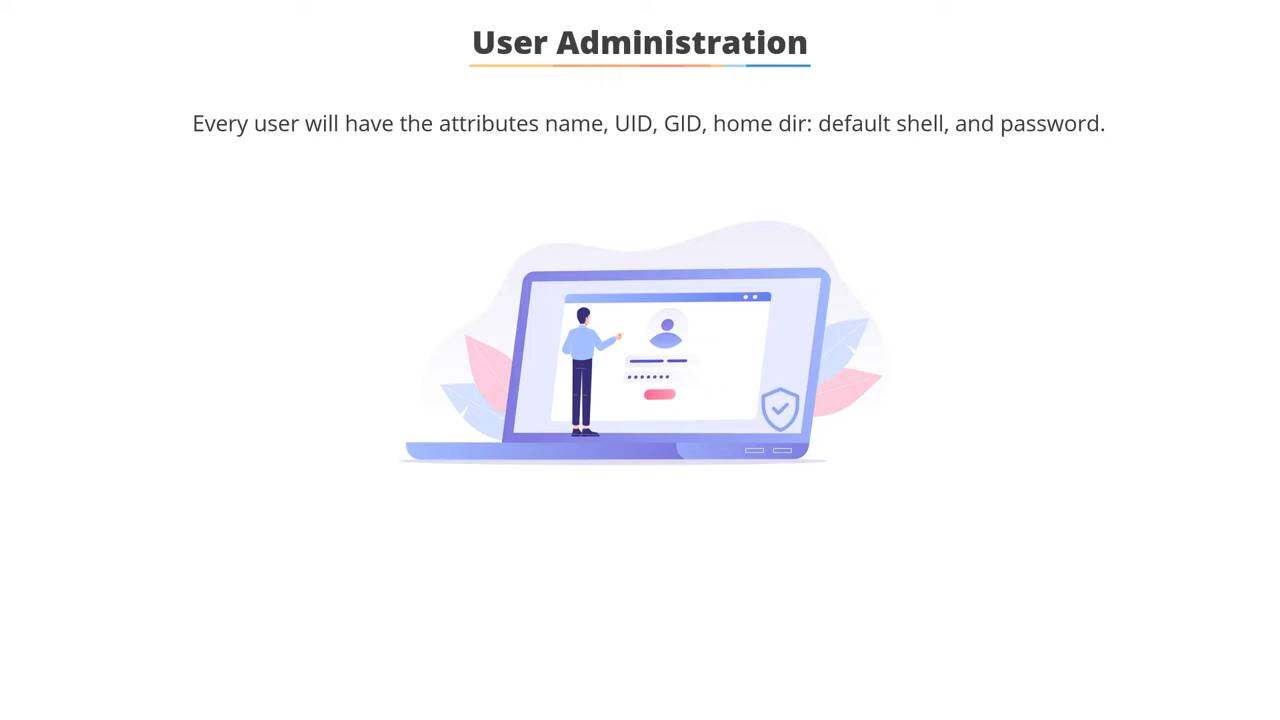 User Administration
Every user will have the attributes name, UID, GID, home dir: default shell, and password.